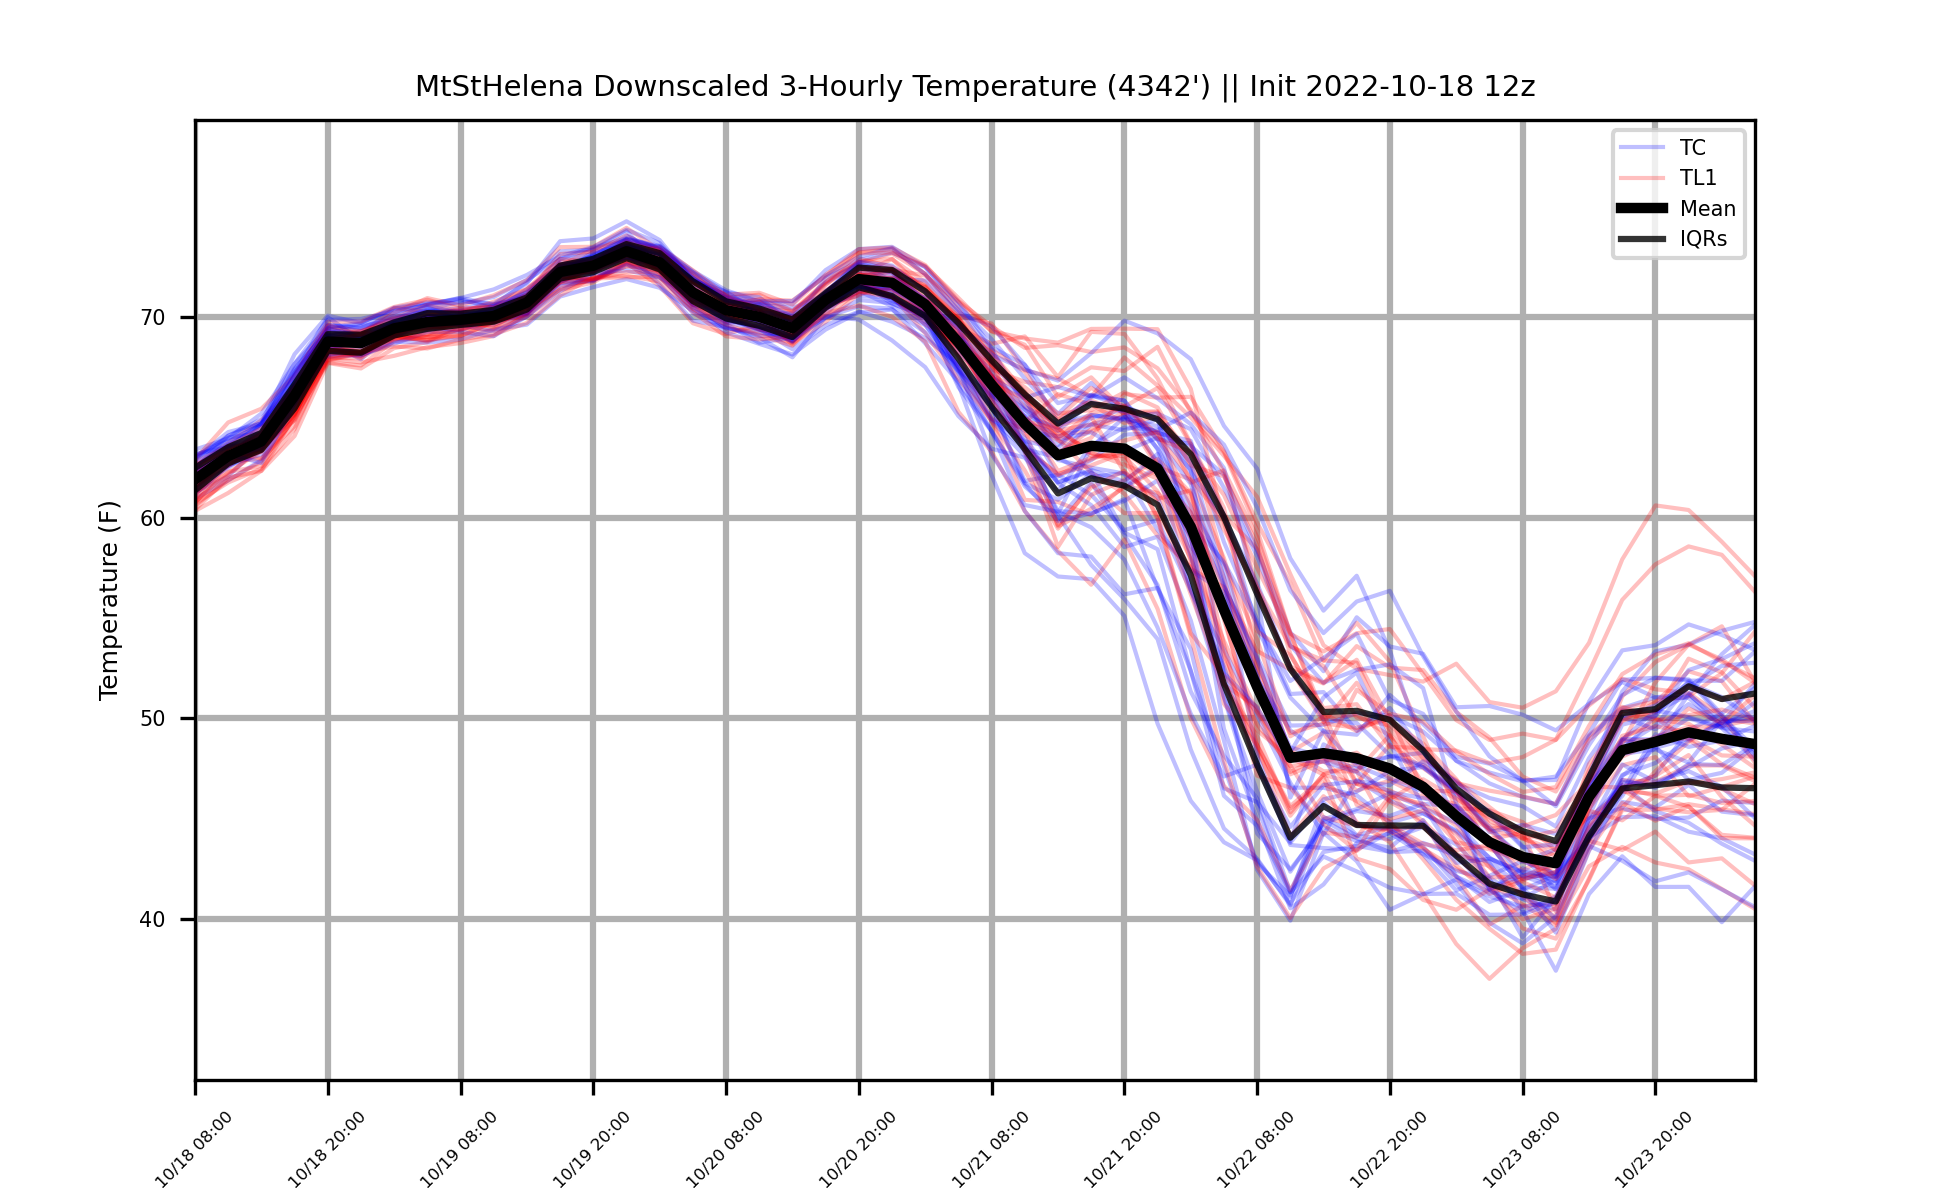 MtStHelena Downscaled 3-Hourly Temperature (4342') || Init 2022-10-18 12z
TC
TL1
Mean
IQRs
Temperature (F)
70
60
50
40
10/18 08:00
10/18 20:00
10/19 08:00
10/19 20:00
10/20 08:00
10/20 20:00
10/21 08:00
10/21 20:00
10/22 08:00
10/22 20:00
10/23 08:00
10/23 20:00